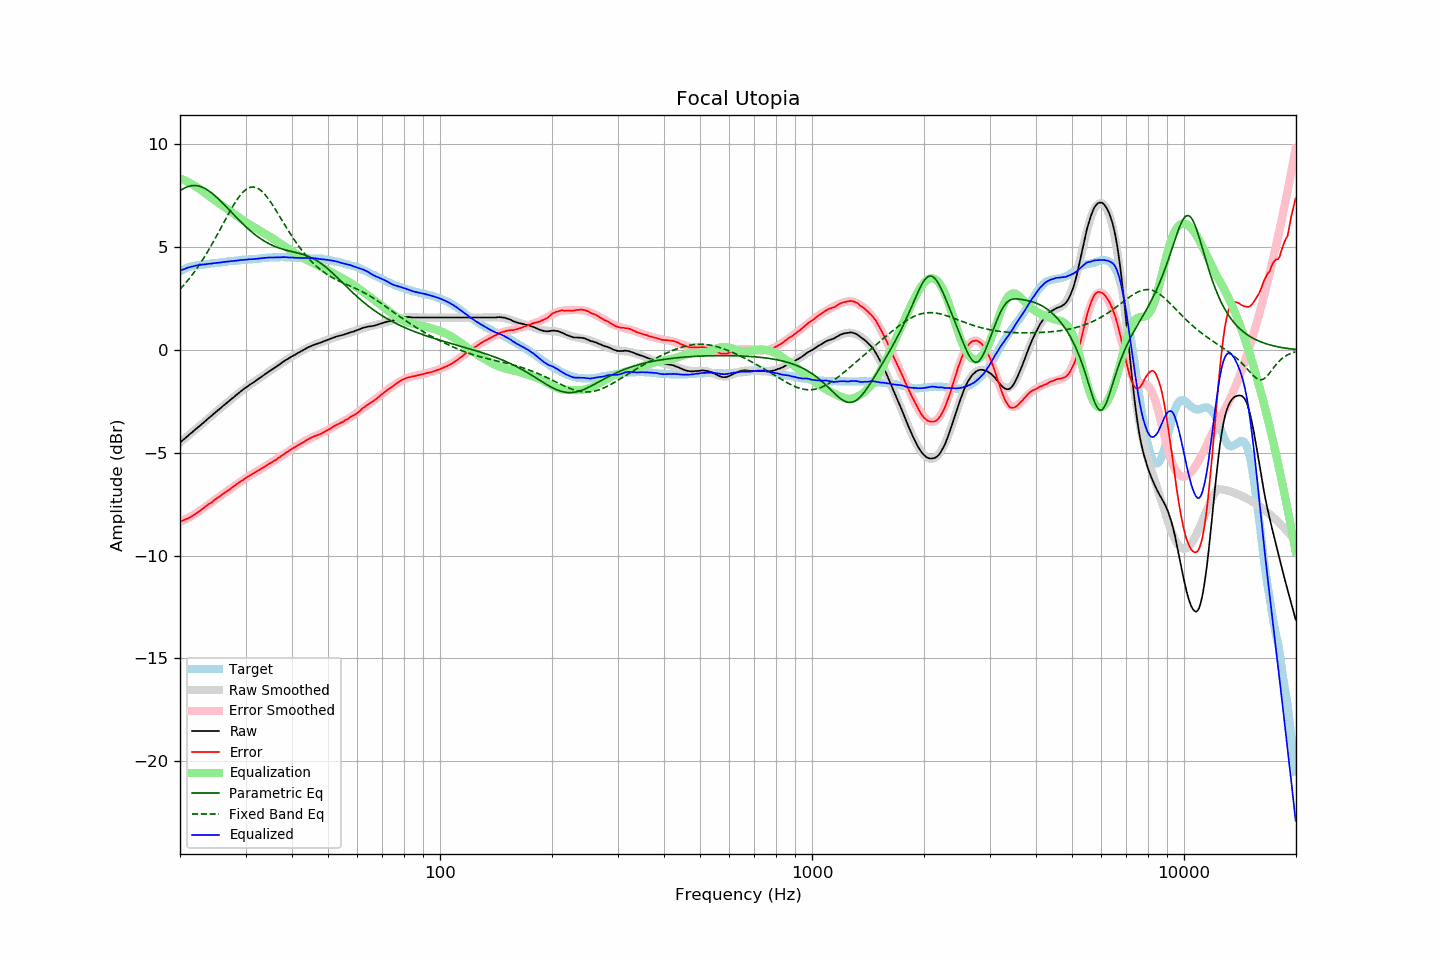 Focal Utopia
10
5
0
−5
−10
−15
−20
Amplitude (dBr)
Target
Raw Smoothed
Error Smoothed
Raw
Error
Equalization
Parametric Eq
Fixed Band Eq
Equalized
100
1000
10000
Frequency (Hz)